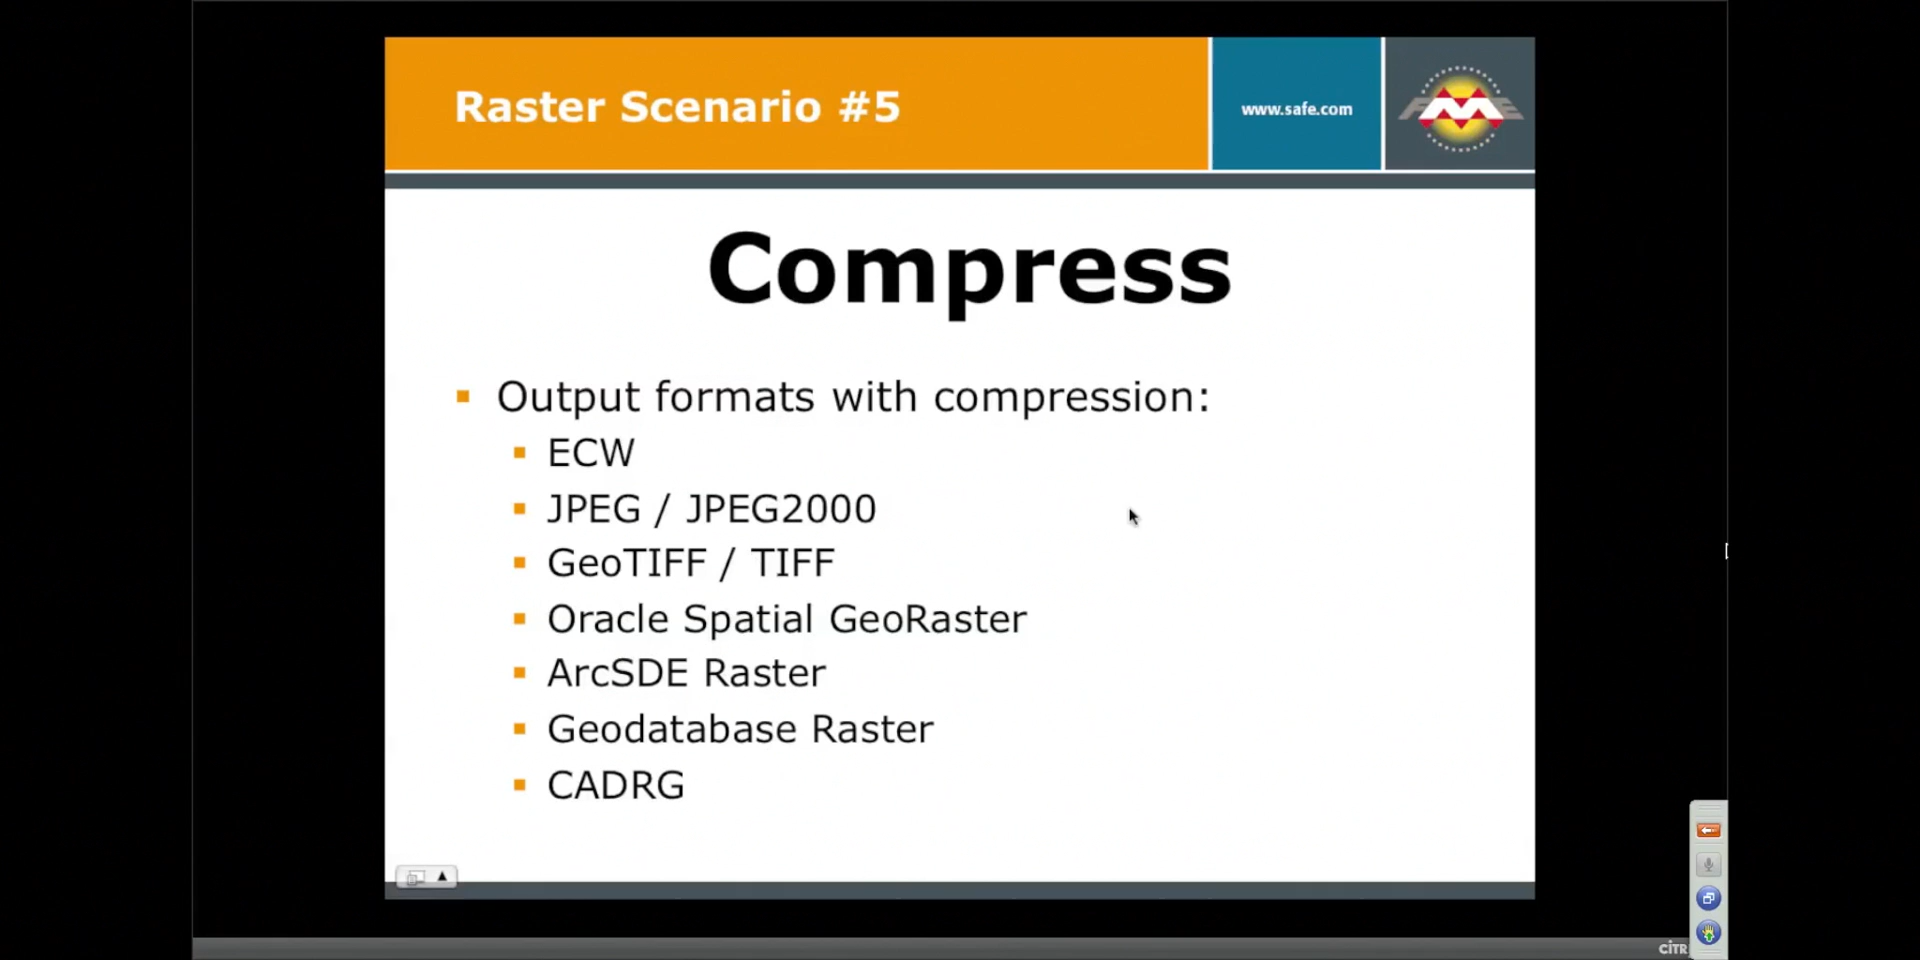 Raster Scenario #5
www.safe.com
FME
Compress
Output formats with compression:
ECW
JPEG / JPEG2000
GeoTIFF / TIFF
Oracle Spatial GeoRaster
ArcSDE Raster
Geodatabase Raster
CADRG